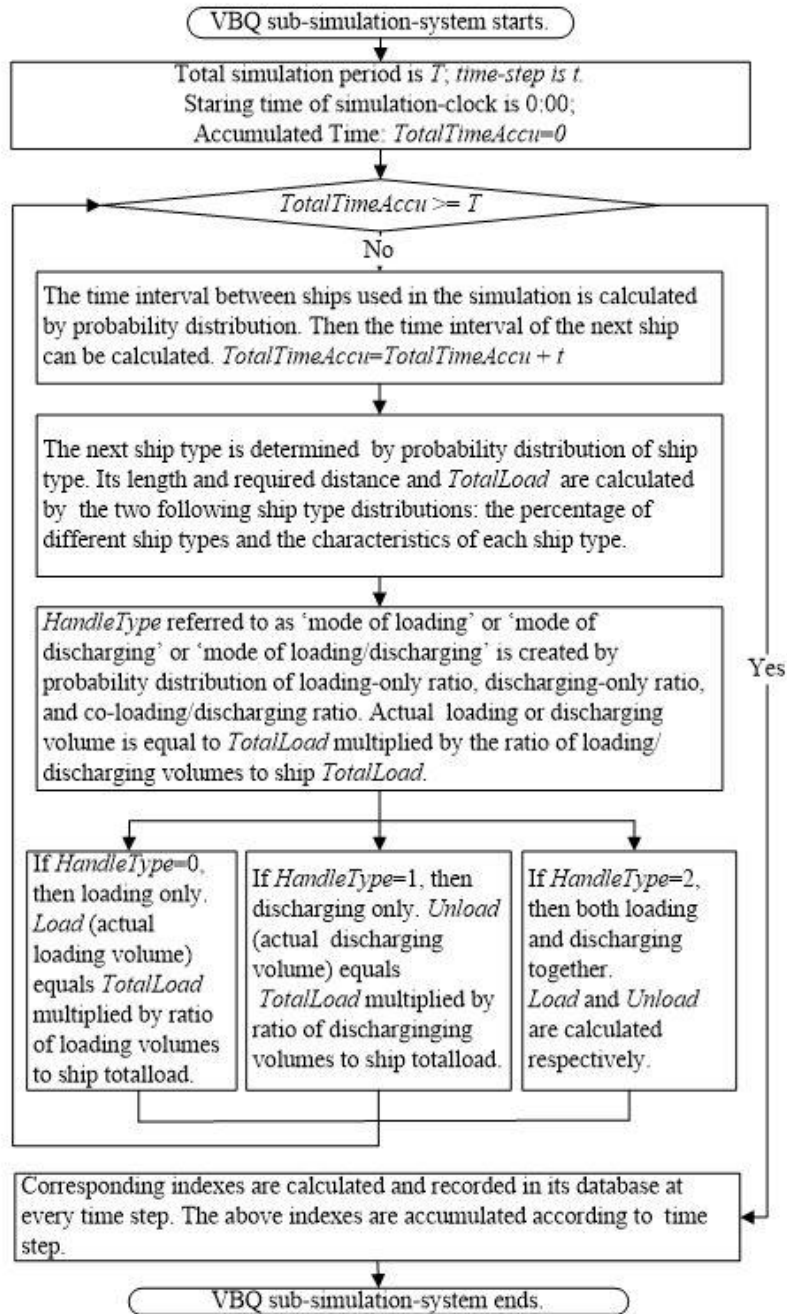 VBQ sub-simulation-system starts.
Total simulation period is T; time-step is t.
Staring time of simulation-clock is 0:00;
Accumulated Time: TotalTimeAccu=0
TotalTimeAccu >= T
No
The time interval between ships used in the simulation is calculated
by probability distribution. Then the time interval of the next ship
can be calculated. TotalTimeAccu=TotalTimeAccu + t
The next ship type is determined by probability distribution of ship
type. Its length and required distance and TotalLoad are calculated
by the two following ship type distributions: the percentage of
different ship types and the characteristics of each ship type.
HandleType referred to as ‘mode of loading’ or ‘mode of
discharging’ or ‘mode of loading/discharging’ is created by
probability distribution of loading-only ratio, discharging-only ratio,
and co-loading/discharging ratio. Actual loading or discharging
volume is equal to TotalLoad multiplied by the ratio of loading/
discharging volumes to ship TotalLoad.
Yes
If HandleType=0,
then loading only.
Load (actual
loading volume)
equals TotalLoad
multiplied by ratio
of loading volumes
to ship totalload.
If HandleType=1, then
discharging only. Unload
(actual discharging
volume) equals
TotalLoad multiplied by
ratio of discharginging
volumes to ship totalload.
If HandleType=2,
then both loading
and discharging
together.
Load and Unload
are calculated
respectively.
Corresponding indexes are calculated and recorded in its database at
every time step. The above indexes are accumulated according to time
step.
VBQ sub-simulation-system ends.